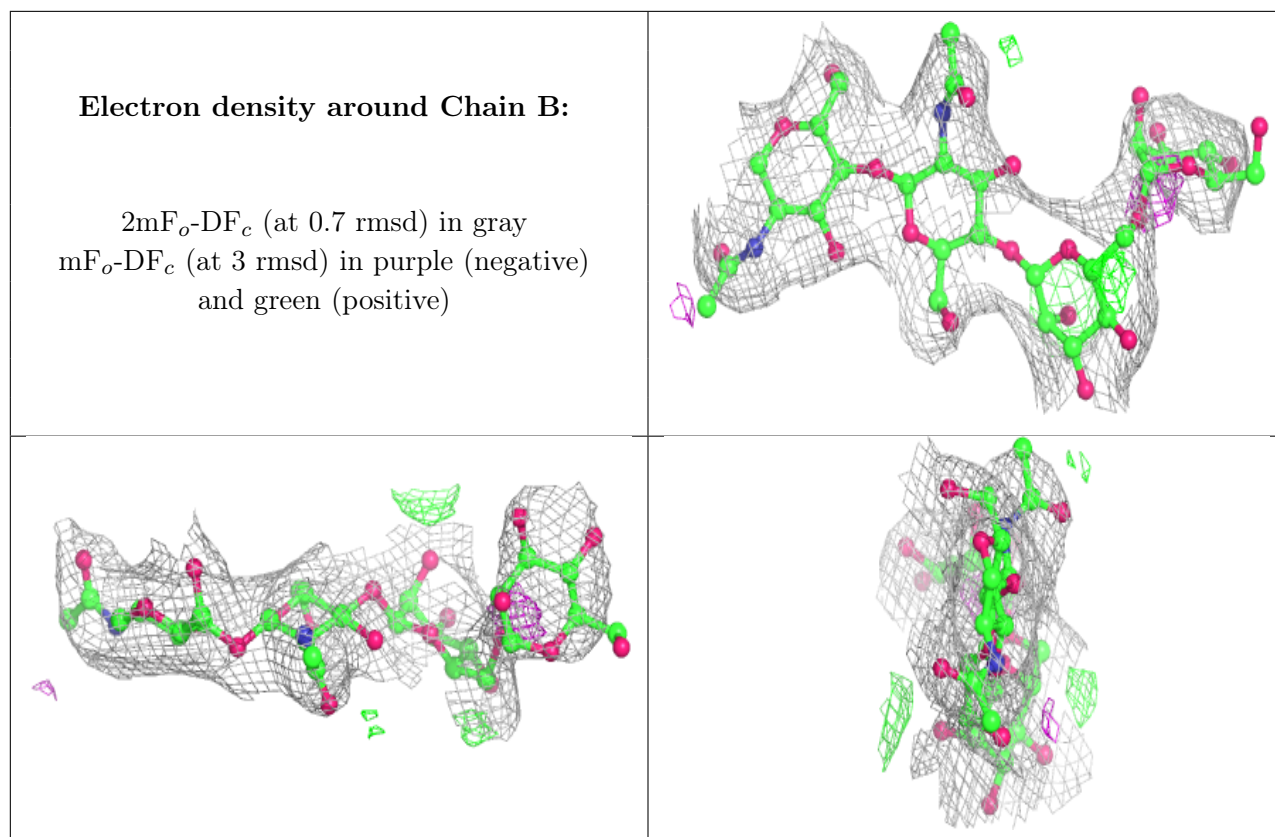 Electron density around Chain B:
2mFo-DFc (at 0.7 rmsd) in gray
mFo-DFc (at 3 rmsd) in purple (negative)
and green (positive)